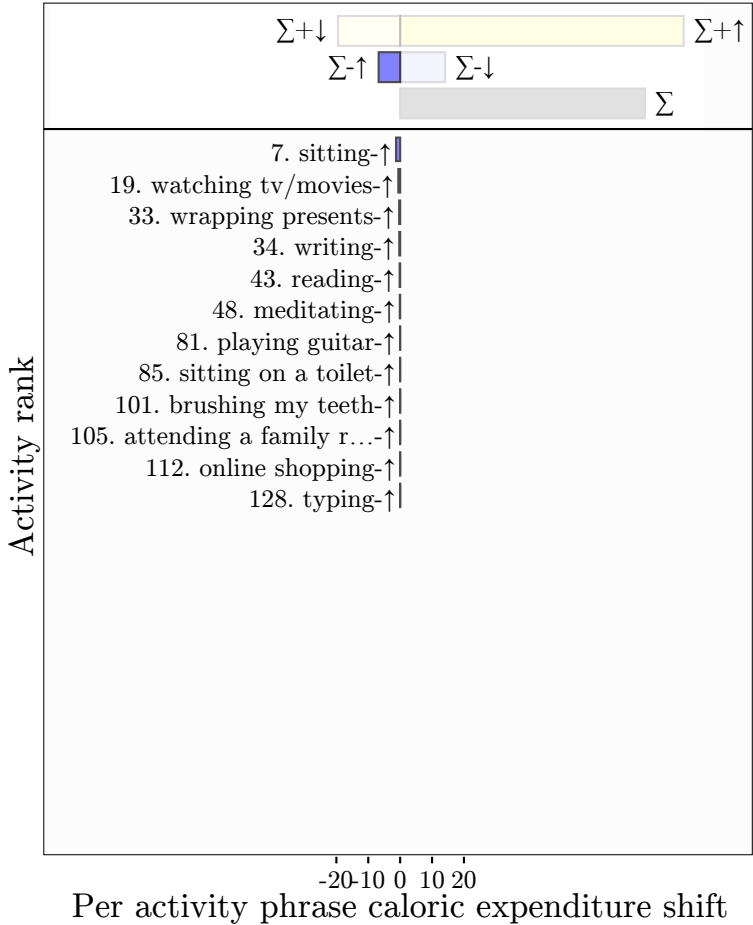 ∑+↓ ∑+↑
∑-↑ ∑-↓
∑
7. sitting-↑
19. watching tv/movies-↑
33. wrapping presents-↑
34. writing-↑
43. reading-↑
48. meditating-↑
81. playing guitar-↑
85. sitting on a toilet-↑
101. brushing my teeth-↑
105. attending a family r...-↑
112. online shopping-↑
128. typing-↑
Activity rank
-20 -10 0 10 20
Per activity phrase caloric expenditure shift